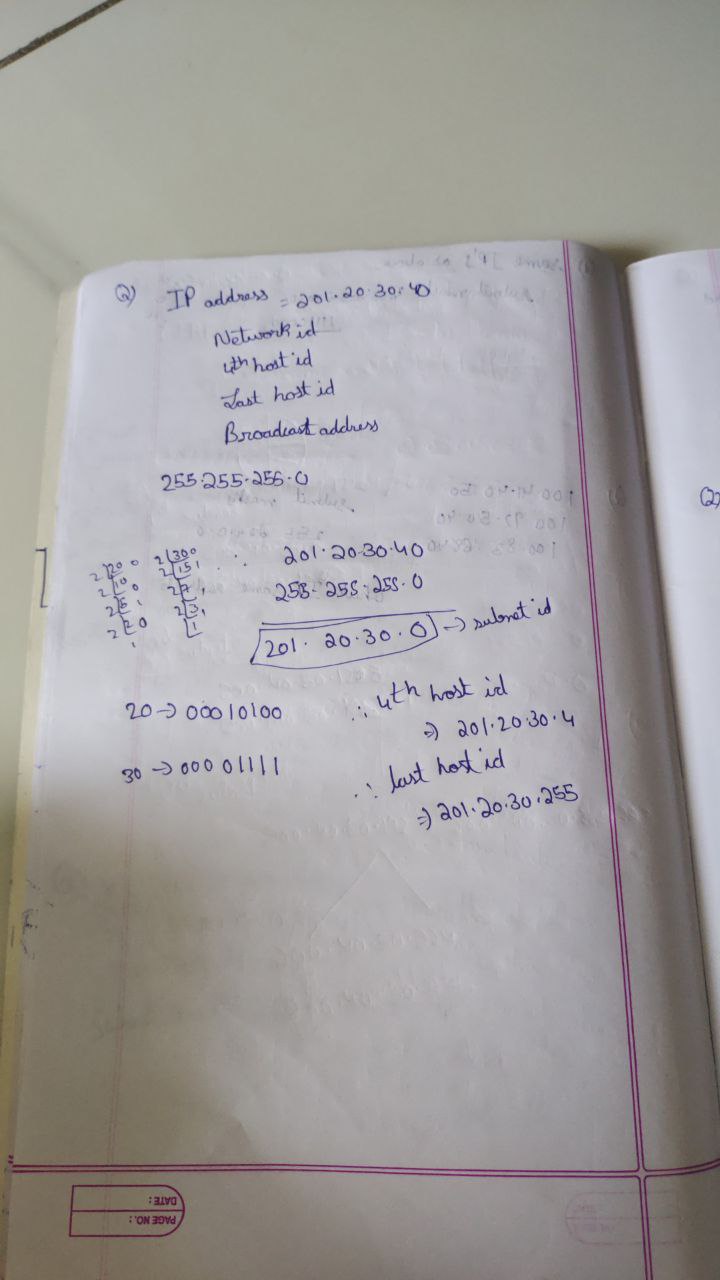 Q) IP address = 201.20.30.40
Network id
4th host id
Last host id
Broadcast address
255.255.255.0
2 20 0
2 10 0
2 5 1
2 2 0
1
2 30 0
2 15 1
2 7 1
2 3 1
1
∴ 201.20.30.40
255.255.255.0
201.20.30.0 → subnet id
20 → 00010100
30 → 00001111
∴ 4th host id
⇒ 201.20.30.4
∴ last host id
⇒ 201.20.30.255
(2)
PAGE NO.:
DATE: